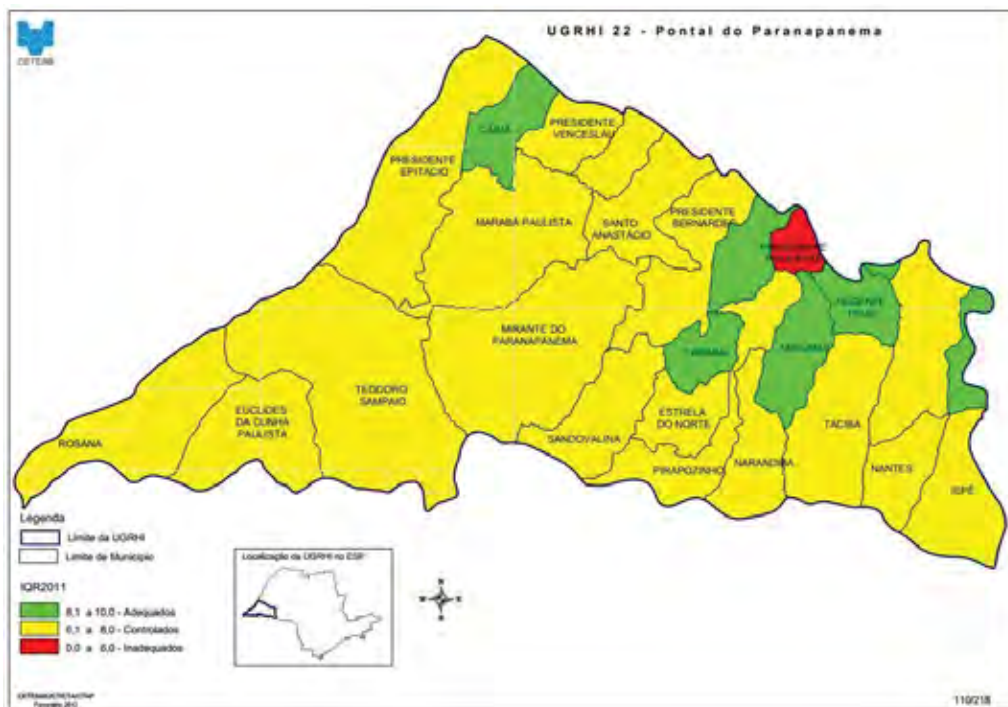 UGRHI 22 - Pontal do Paranapanema
CETESB
CAIUÁ
PRESIDENTE
VENCESLAU
PRESIDENTE
EPITÁCIO
MARABÁ PAULISTA
SANTO
ANASTÁCIO
PRESIDENTE
BERNARDES
REGENTE
FEIJÓ
TARABAI
MIRANTE DO
PARANAPANEMA
TEODORO
SAMPAIO
EUCLIDES
DA CUNHA
PAULISTA
ROSANA
ESTRELA
DO NORTE
SANDOVALINA
PIRAPOZINHO
NARANDIBA
TACIBA
NANTES
IEPÊ
Legenda
Limite da UGRHI
Limite de Município
Localização da UGRHI no ESP
IQR2011
8,1 a 10,0 - Adequados
6,1 a 8,0 - Controlados
0,0 a 6,0 - Inadequados
N
W
E
S
110/218